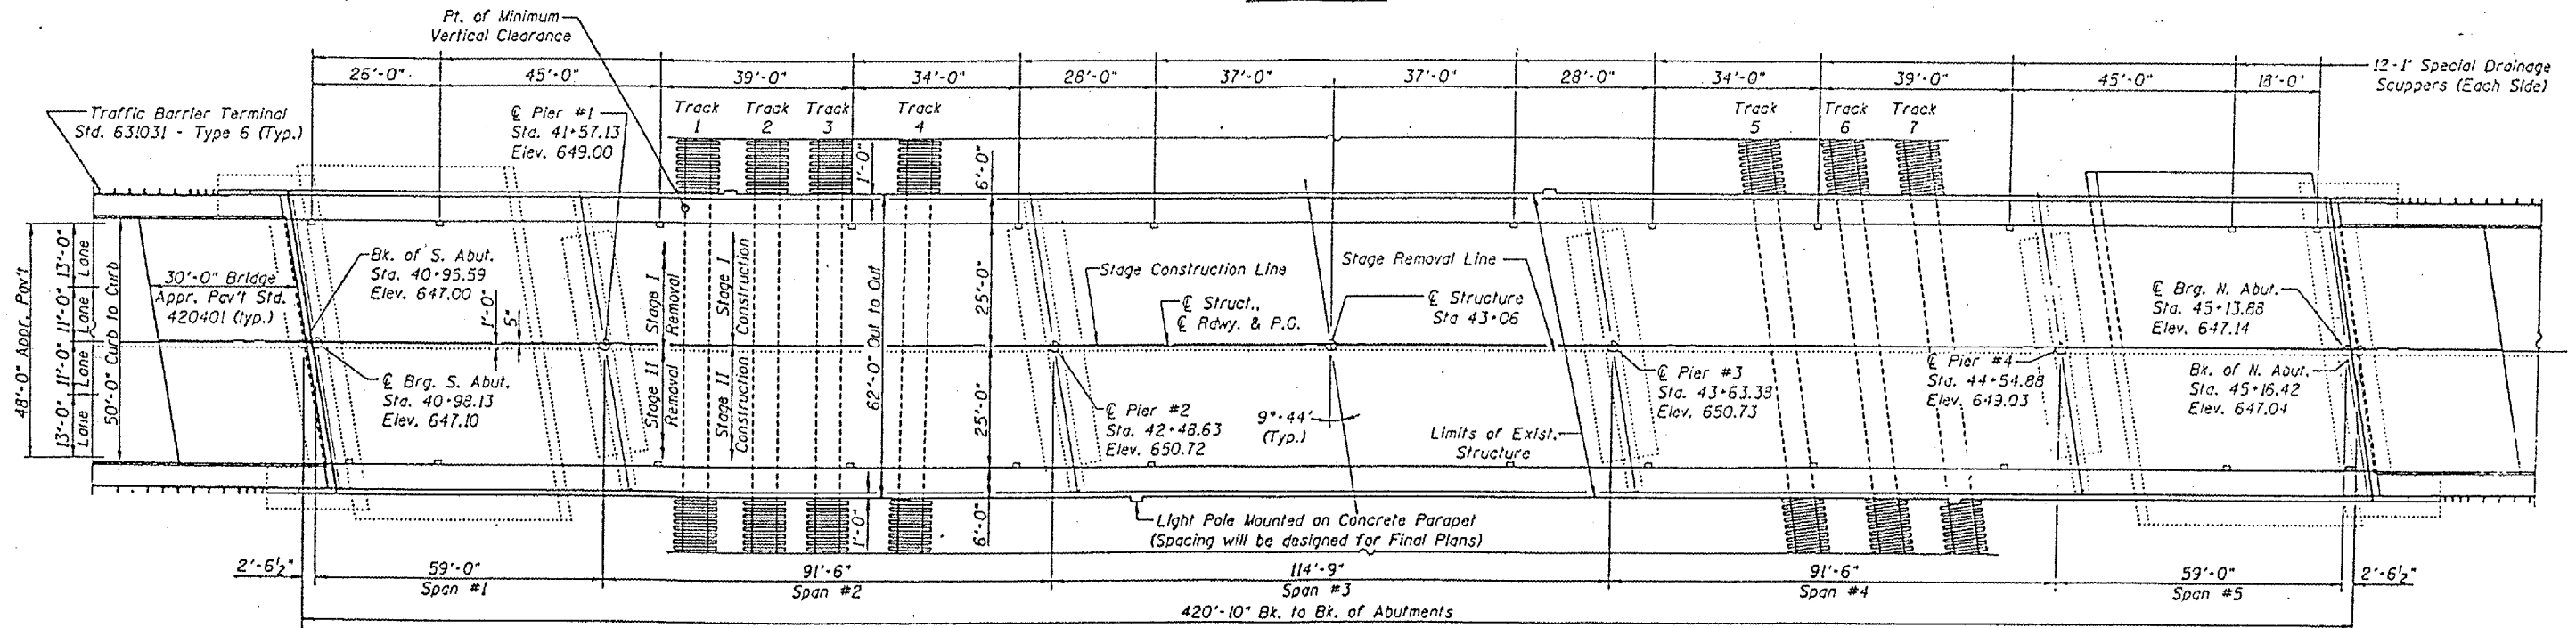 Pt. of Minimum
Vertical Clearance
26'-0"
45'-0"
39'-0"
34'-0"
28'-0"
37'-0"
37'-0"
28'-0"
34'-0"
39'-0"
45'-0"
18'-0"
12-1' Special Drainage
Scuppers (Each Side)
Traffic Barrier Terminal
Std. 631031 - Type 6 (Typ.)
℄ Pier #1
Sta. 41+57.13
Elev. 649.00
Track
1
Track
2
Track
3
Track
4
Track
5
Track
6
Track
7
1'-0"
6'-0"
48'-0" Appr. Pav't
13'-0", 11'-0" 11'-0" 13'-0"
Lane Lane Lane Lane
50'-0" Curb to Curb
30'-0" Bridge
Appr. Pav't Std.
420401 (typ.)
Bk. of S. Abut.
Sta. 40+95.59
Elev. 647.00
1'-0"
5"
Stage I
Removal
Stage I
Construction
Stage II
Removal
Stage II
Construction
62'-0" Out to Out
25'-0"
25'-0"
Stage Construction Line
℄ Struct.,
℄ Rdwy. & P.G.
Stage Removal Line
℄ Structure
Sta 43+06
℄ Brg. N. Abut.
Sta. 45+13.88
Elev. 647.14
℄ Brg. S. Abut.
Sta. 40+98.13
Elev. 647.10
℄ Pier #2
Sta. 42+48.63
Elev. 650.72
9°-44'
(Typ.)
Limits of Exist.
Structure
℄ Pier #3
Sta. 43+63.38
Elev. 650.73
℄ Pier #4
Sta. 44+54.88
Elev. 649.03
Bk. of N. Abut.
Sta. 45+16.42
Elev. 647.04
1'-0"
6'-0"
Light Pole Mounted on Concrete Parapet
(Spacing will be designed for Final Plans)
2'-6½"
59'-0"
Span #1
91'-6"
Span #2
114'-9"
Span #3
91'-6"
Span #4
59'-0"
Span #5
2'-6½"
420'-10" Bk. to Bk. of Abutments